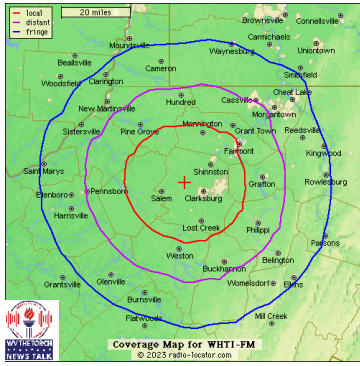 local
distant
fringe
20 miles
Brownsville
Connellsville
Moundsville
Carmichaels
Waynesburg
Uniontown
Beallsville
Cameron
Smithfield
Woodsfield
Clarington
Cheat Lake
Hundred
Cassville
New Martinsville
Morgantown
Sistersville
Pine Grove
Mannington
Grant Town
Reedsville
Fairmont
Kingwood
Saint Marys
Shinnston
Rowlesburg
Grafton
Ellenboro
Pennsboro
Salem
Clarksburg
Harrisville
Lost Creek
Philippi
Parsons
Weston
Belington
Buckhannon
Grantsville
Glenville
Womelsdorf
Elkins
Burnsville
Flatwoods
Mill Creek
WV THE TORCH
NEWS TALK
Coverage Map for WHTI-FM
© 2023 radio-locator.com